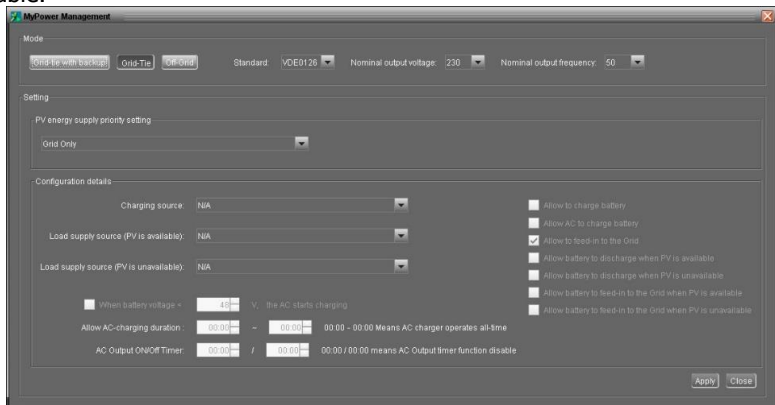 able.
MyPower Management
Mode
Grid-tie with backup Grid-Tie Off-Grid Standard: VDE0126 Nominal output voltage: 230 Nominal output frequency: 50
Setting
PV energy supply priority setting
Grid Only
Configuration details
Charging source: N/A
Load supply source (PV is available): N/A
Load supply source (PV is unavailable): N/A
Allow to charge battery
Allow AC to charge battery
Allow to feed-in to the Grid
Allow battery to discharge when PV is available
Allow battery to discharge when PV is unavailable
Allow battery to feed-in to the Grid when PV is available
Allow battery to feed-in to the Grid when PV is unavailable
When battery voltage < 48 V, the AC starts charging
Allow AC-charging duration : 00:00 ~ 00:00 00:00 ~ 00:00 Means AC charger operates all-time
AC Output ON/Off Timer: 00:00 / 00:00 00:00 / 00:00 means AC Output timer function disable
Apply Close